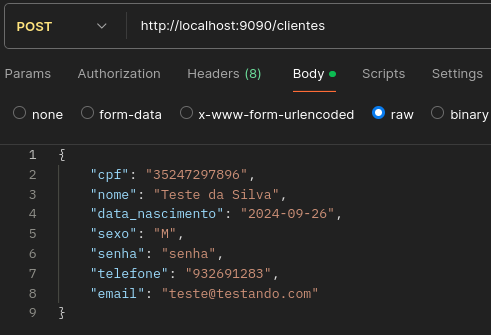 POST http://localhost:9090/clientes
Params Authorization Headers (8) Body Scripts Settings
none form-data x-www-form-urlencoded raw binary
1 {
2 "cpf": "35247297896",
3 "nome": "Teste da Silva",
4 "data_nascimento": "2024-09-26",
5 "sexo": "M",
6 "senha": "senha",
7 "telefone": "932691283",
8 "email": "teste@testando.com"
9 }